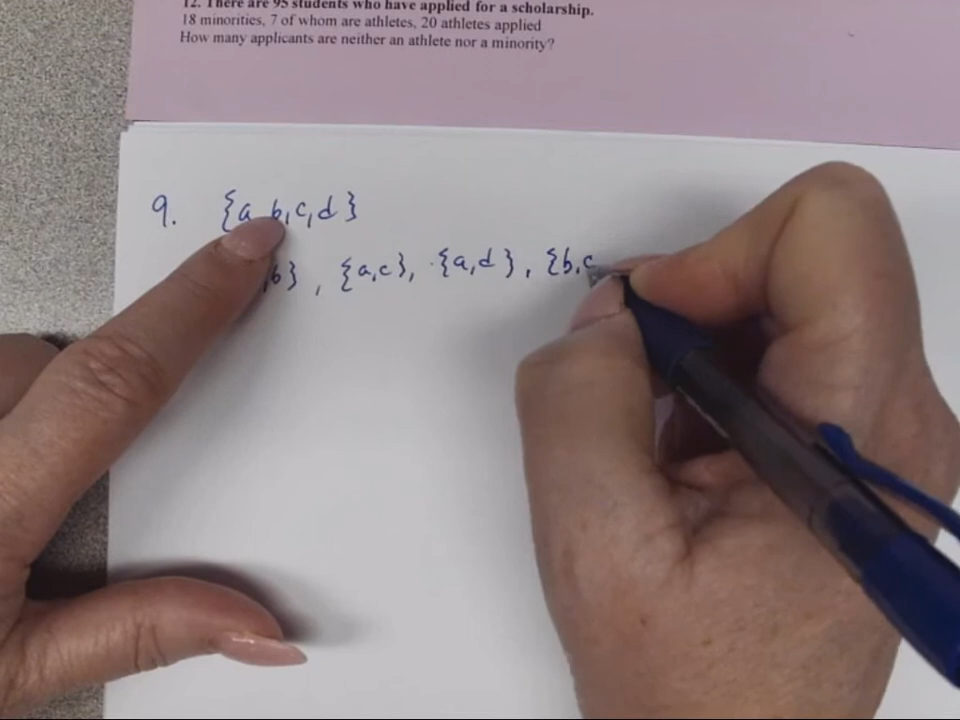 12. There are 95 students who have applied for a scholarship.
18 minorities, 7 of whom are athletes, 20 athletes applied
How many applicants are neither an athlete nor a minority?
9. {a b,c,d}
,b} , {a,c}, {a,d}, {b,c